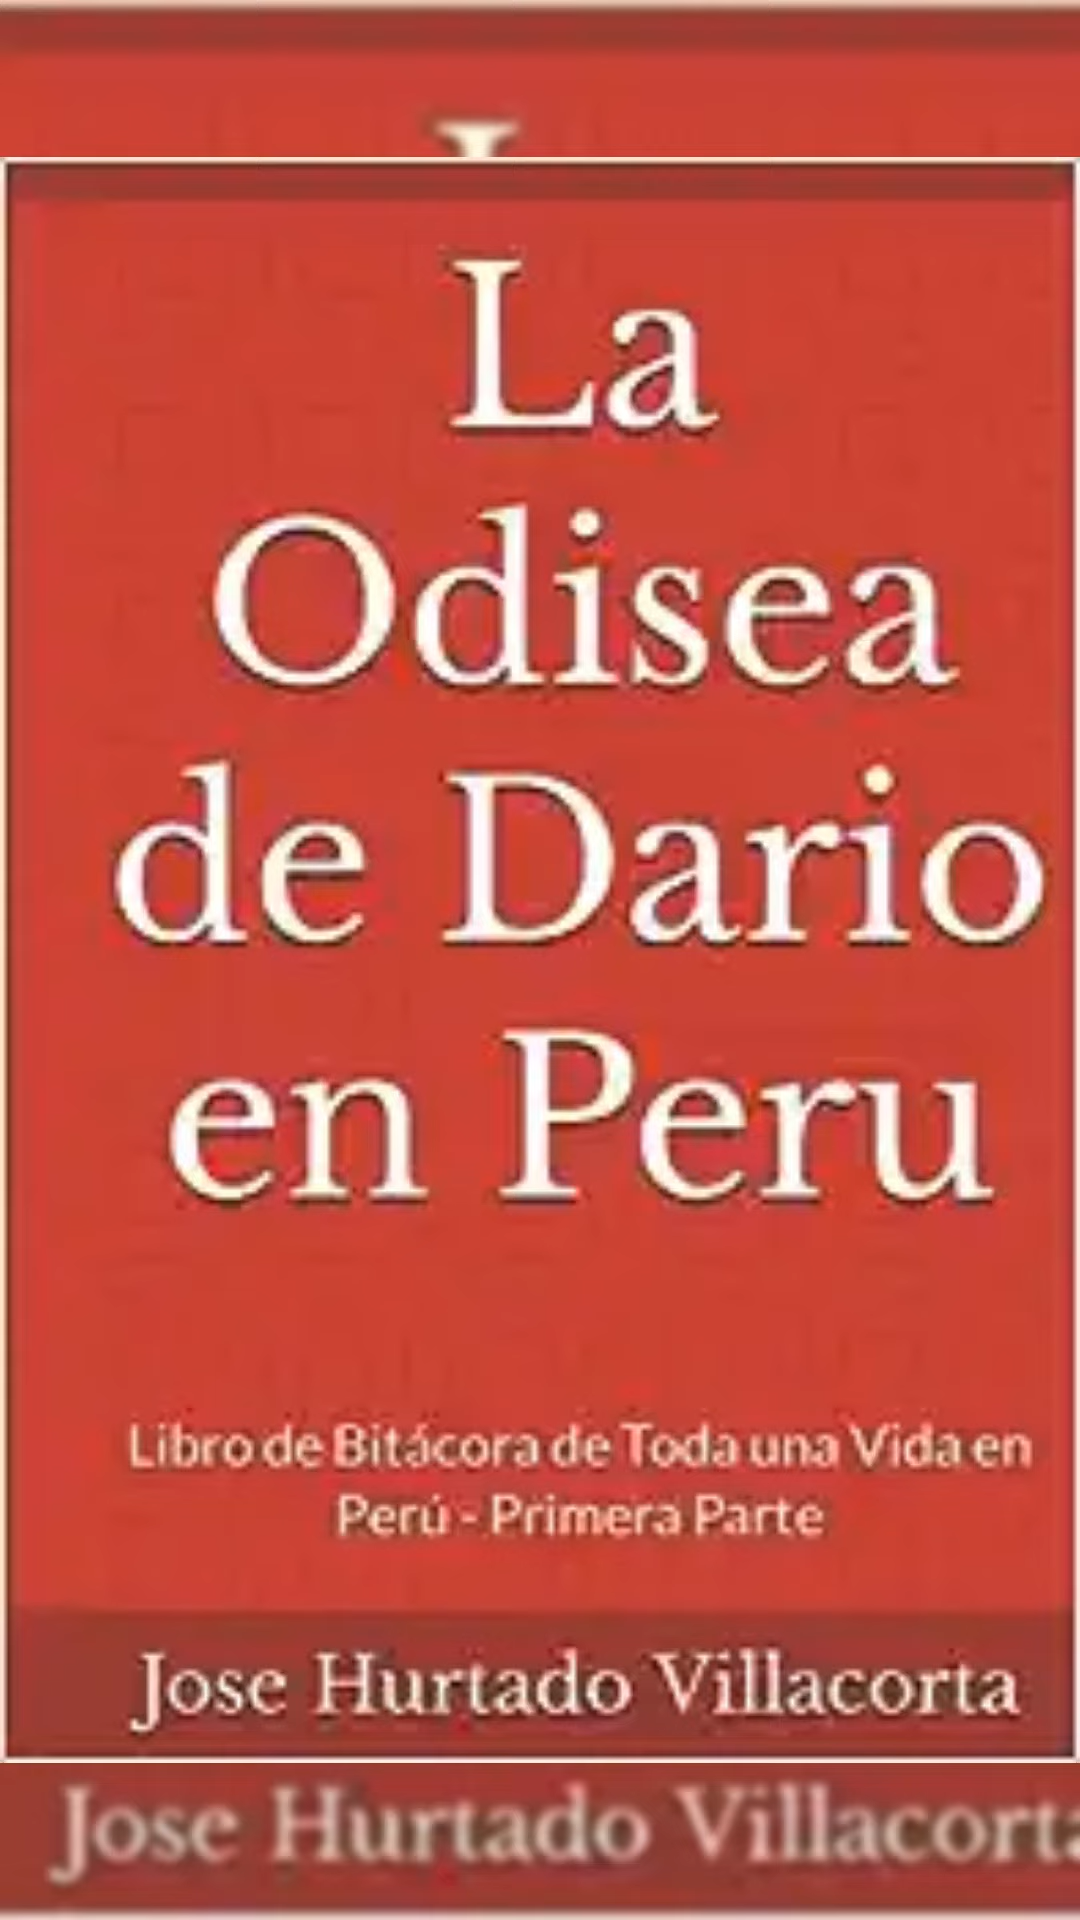 La
Odisea
de Dario
en Peru
Libro de Bitácora de Toda una Vida en
Perú - Primera Parte
Jose Hurtado Villacorta
Jose Hurtado Villacorta